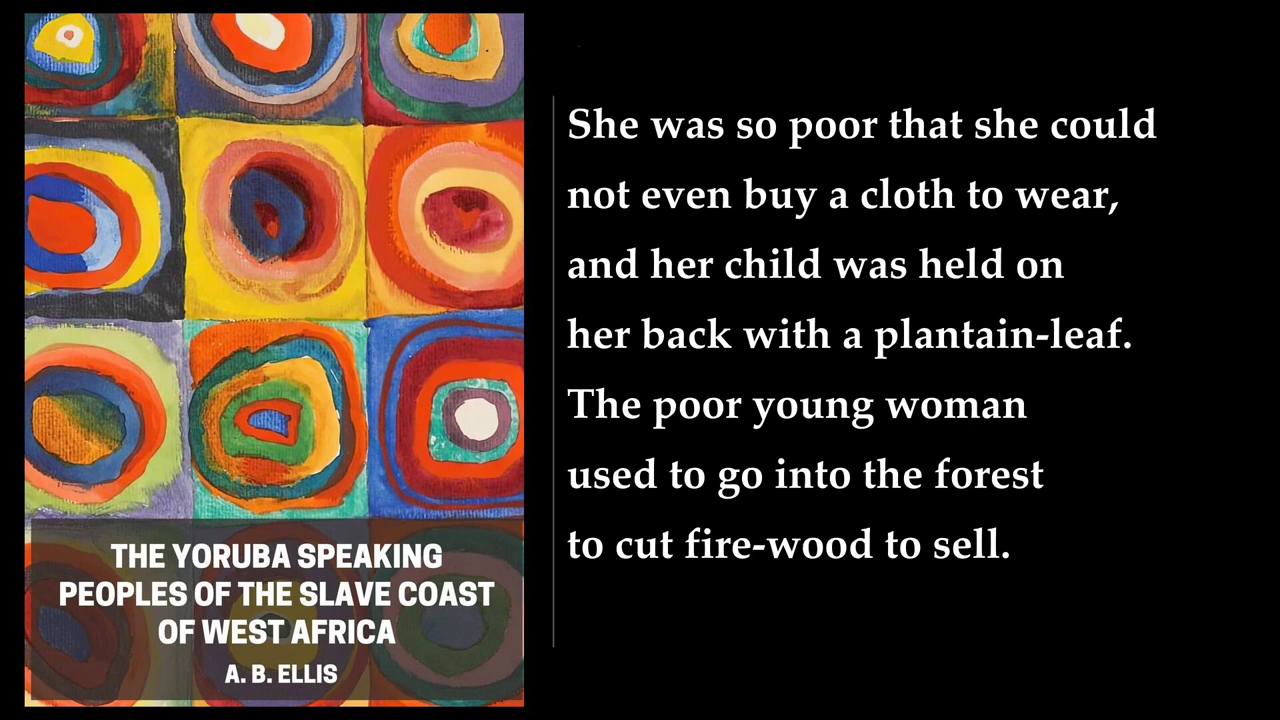 THE YORUBA SPEAKING
PEOPLES OF THE SLAVE COAST
OF WEST AFRICA
A. B. ELLIS
She was so poor that she could
not even buy a cloth to wear,
and her child was held on
her back with a plantain-leaf.
The poor young woman
used to go into the forest
to cut fire-wood to sell.